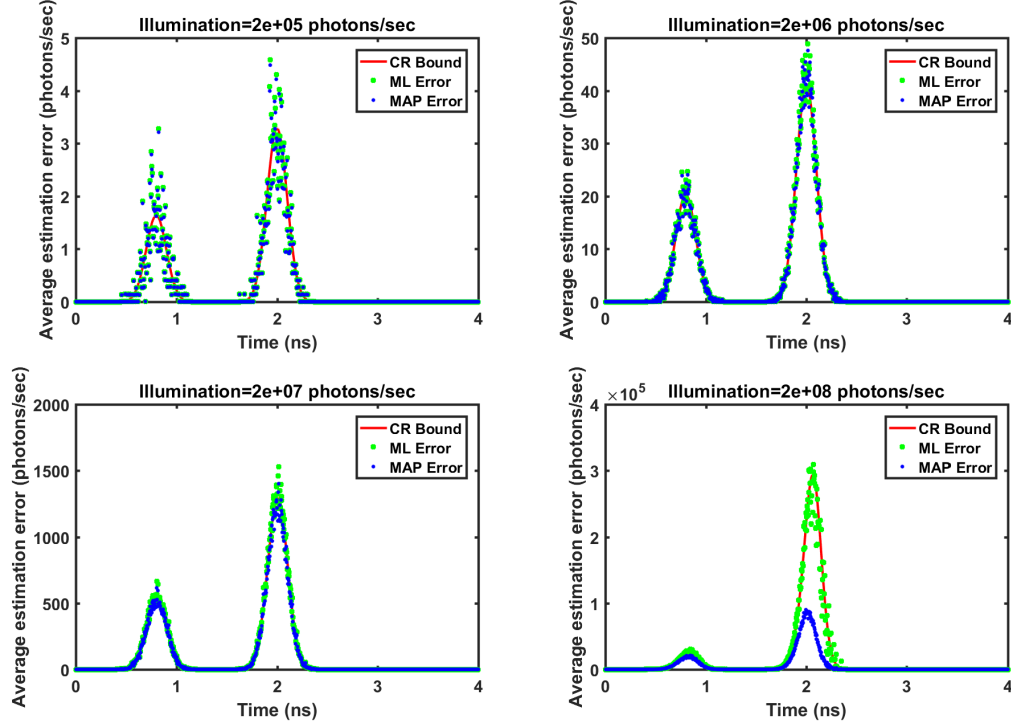 Illumination=2e+05 photons/sec
Average estimation error (photons/sec)
5
4
3
2
1
0
CR Bound
ML Error
MAP Error
0 1 2 3 4
Time (ns)
Illumination=2e+06 photons/sec
Average estimation error (photons/sec)
50
40
30
20
10
0
CR Bound
ML Error
MAP Error
0 1 2 3 4
Time (ns)
Illumination=2e+07 photons/sec
Average estimation error (photons/sec)
2000
1500
1000
500
0
CR Bound
ML Error
MAP Error
0 1 2 3 4
Time (ns)
Illumination=2e+08 photons/sec
× 10^5
Average estimation error (photons/sec)
4
3
2
1
0
CR Bound
ML Error
MAP Error
0 1 2 3 4
Time (ns)